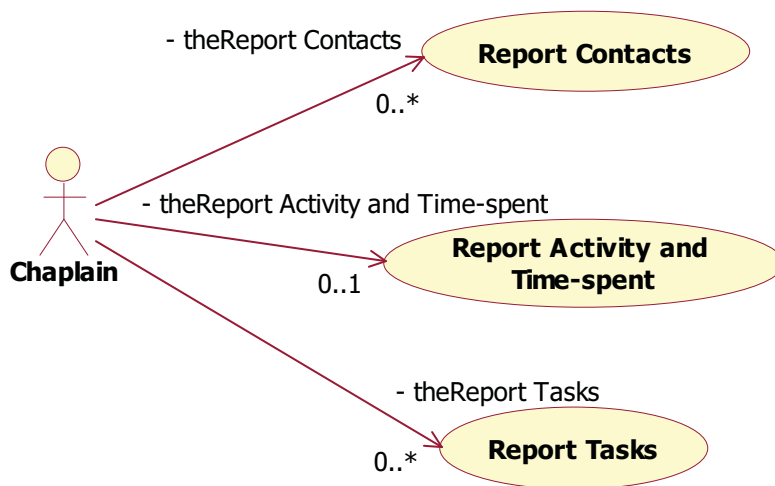 - theReport Contacts
Report Contacts
0..*
- theReport Activity and Time-spent
Chaplain
Report Activity and
Time-spent
0..1
- theReport Tasks
Report Tasks
0..*